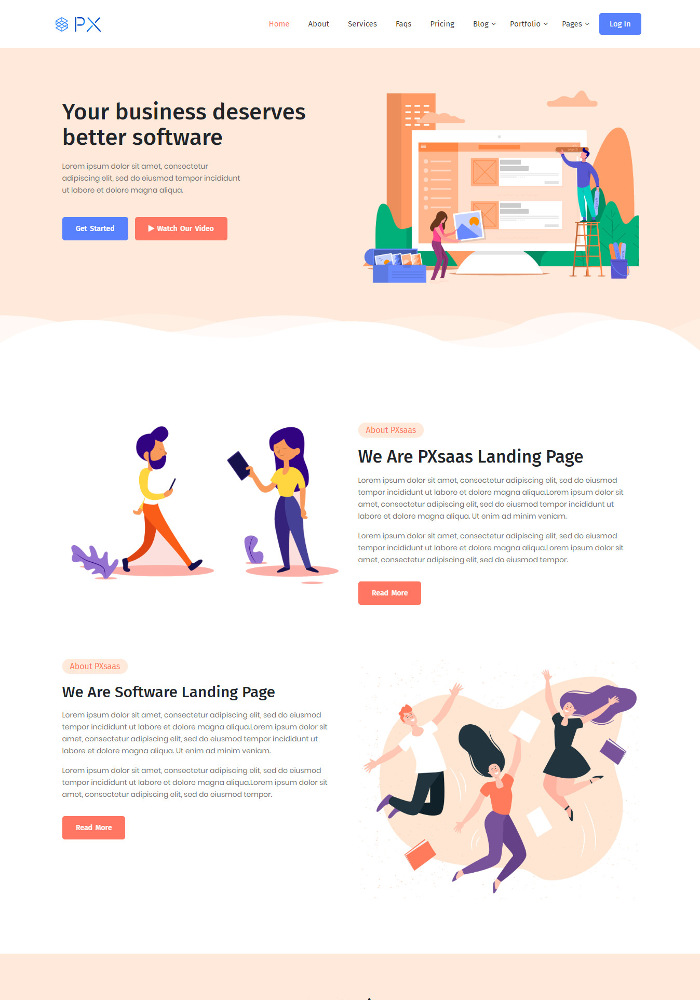 PX
Home About Services Faqs Pricing Blog Portfolio Pages Log In
Your business deserves
better software
Lorem ipsum dolor sit amet, consectetur
adipiscing elit, sed do eiusmod tempor incididunt
ut labore et dolore magna aliqua.
Get Started Watch Our Video
About PXsaas
We Are PXsaas Landing Page
Lorem ipsum dolor sit amet, consectetur adipiscing elit, sed do eiusmod
tempor incididunt ut labore et dolore magna aliqua.Lorem ipsum dolor sit
amet, consectetur adipiscing elit, sed do eiusmod tempor incididunt ut
labore et dolore magna aliqua. Ut enim ad minim veniam.
Lorem ipsum dolor sit amet, consectetur adipiscing elit, sed do eiusmod
tempor incididunt ut labore et dolore magna aliqua.Lorem ipsum dolor sit
amet, consectetur adipiscing elit, sed do eiusmod tempor.
Read More
About PXsaas
We Are Software Landing Page
Lorem ipsum dolor sit amet, consectetur adipiscing elit, sed do eiusmod
tempor incididunt ut labore et dolore magna aliqua.Lorem ipsum dolor sit
amet, consectetur adipiscing elit, sed do eiusmod tempor incididunt ut
labore et dolore magna aliqua. Ut enim ad minim veniam.
Lorem ipsum dolor sit amet, consectetur adipiscing elit, sed do eiusmod
tempor incididunt ut labore et dolore magna aliqua.Lorem ipsum dolor sit
amet, consectetur adipiscing elit, sed do eiusmod tempor.
Read More